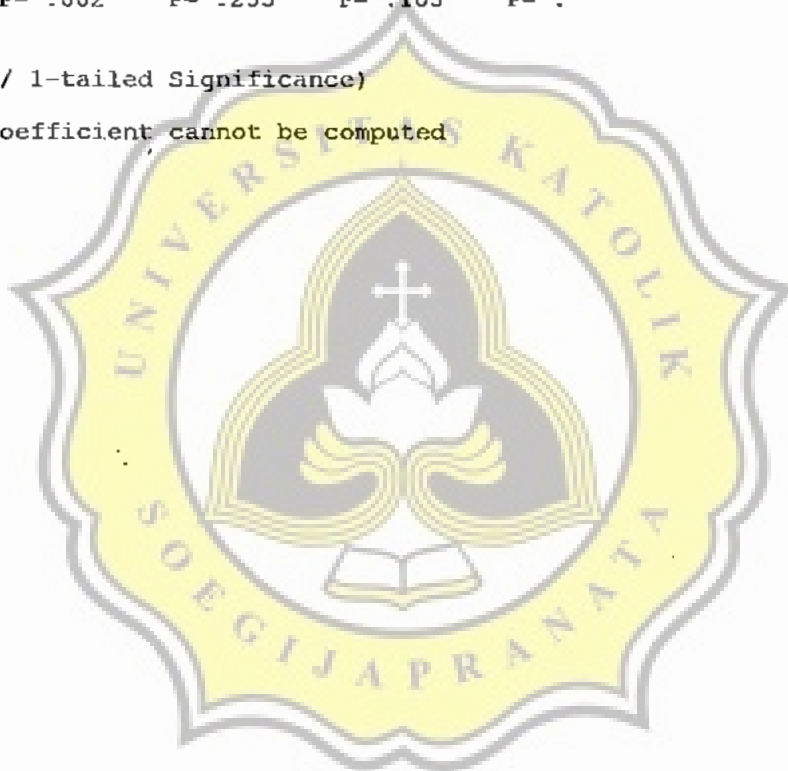 / 1-tailed Significance)
oefficient cannot be computed
UNIVERSITAS KATOLIK
SOEGIJAPRANATA